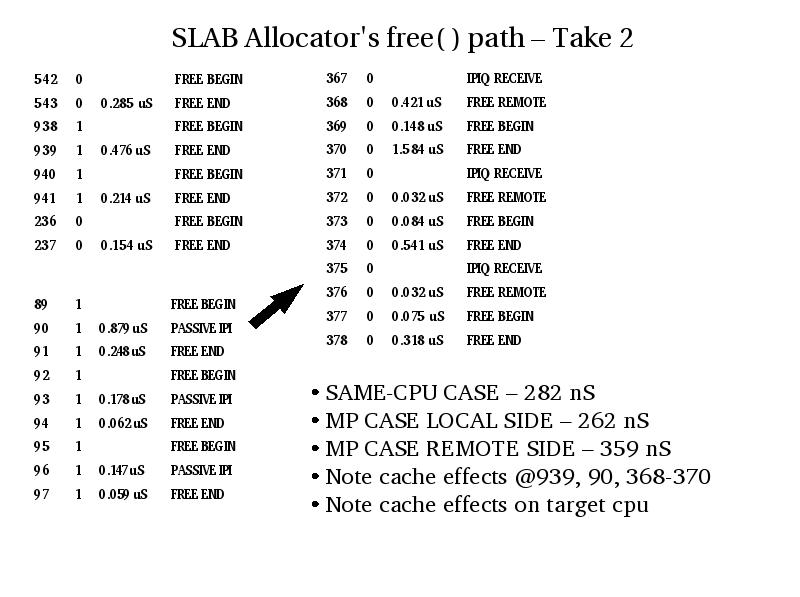 SLAB Allocator's free( ) path – Take 2
542 0 FREE BEGIN
543 0 0.285 uS FREE END
938 1 FREE BEGIN
939 1 0.476 uS FREE END
940 1 FREE BEGIN
941 1 0.214 uS FREE END
236 0 FREE BEGIN
237 0 0.154 uS FREE END
89 1 FREE BEGIN
90 1 0.879 uS PASSIVE IPI
91 1 0.248 uS FREE END
92 1 FREE BEGIN
93 1 0.178 uS PASSIVE IPI
94 1 0.062 uS FREE END
95 1 FREE BEGIN
96 1 0.147 uS PASSIVE IPI
97 1 0.059 uS FREE END
367 0 IPIQ RECEIVE
368 0 0.421 uS FREE REMOTE
369 0 0.148 uS FREE BEGIN
370 0 1.584 uS FREE END
371 0 IPIQ RECEIVE
372 0 0.032 uS FREE REMOTE
373 0 0.084 uS FREE BEGIN
374 0 0.541 uS FREE END
375 0 IPIQ RECEIVE
376 0 0.032 uS FREE REMOTE
377 0 0.075 uS FREE BEGIN
378 0 0.318 uS FREE END
• SAME-CPU CASE – 282 nS
• MP CASE LOCAL SIDE – 262 nS
• MP CASE REMOTE SIDE – 359 nS
• Note cache effects @939, 90, 368-370
• Note cache effects on target cpu